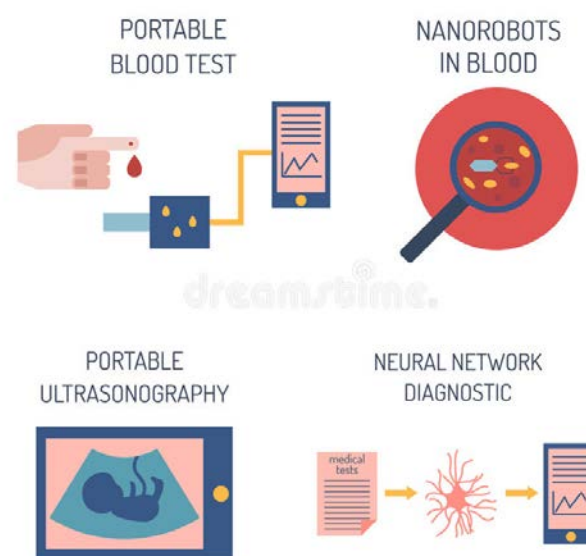 PORTABLE
BLOOD TEST
NANOROBOTS
IN BLOOD
dreamstime.
PORTABLE
ULTRASONOGRAPHY
NEURAL NETWORK
DIAGNOSTIC
medical
tests